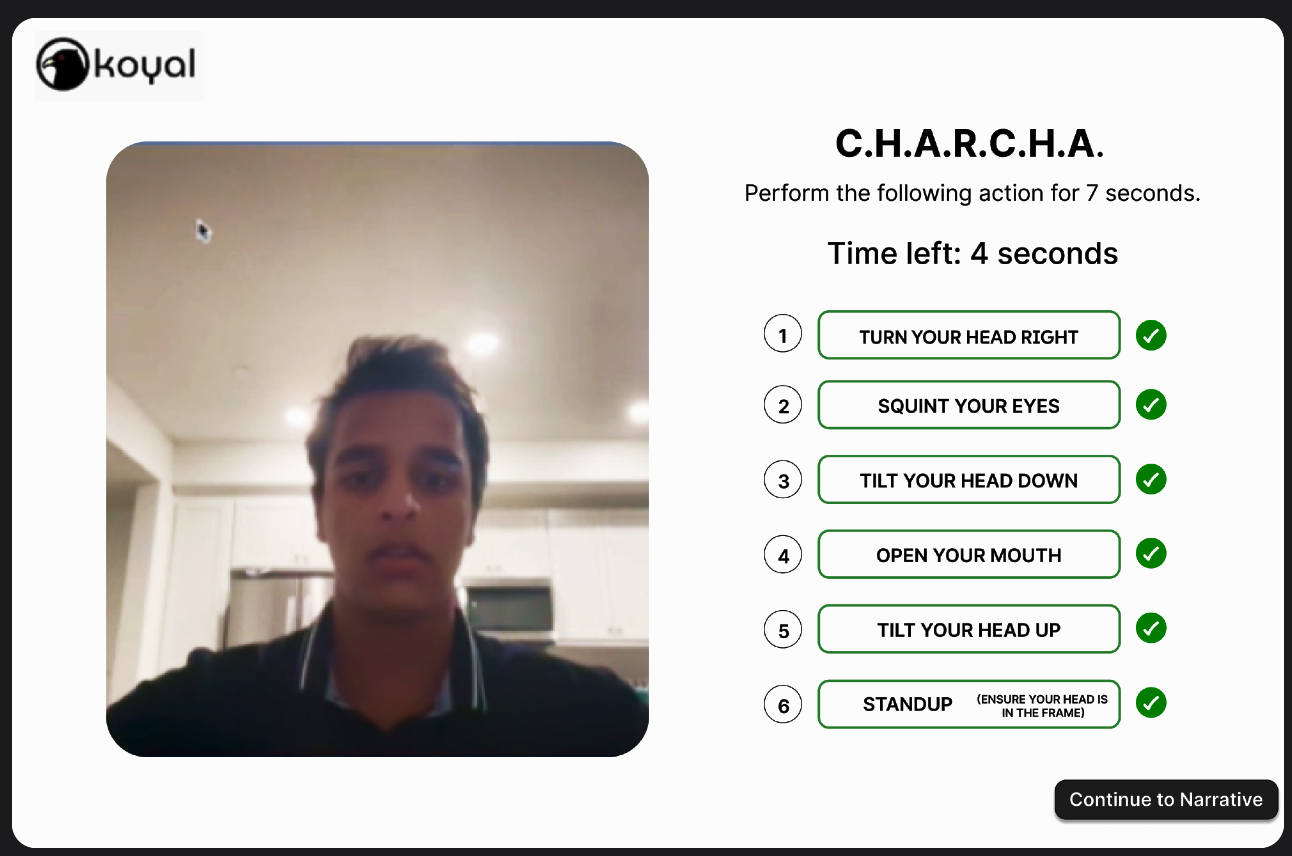 koyal
C.H.A.R.C.H.A.
Perform the following action for 7 seconds.
Time left: 4 seconds
1 TURN YOUR HEAD RIGHT
2 SQUINT YOUR EYES
3 TILT YOUR HEAD DOWN
4 OPEN YOUR MOUTH
5 TILT YOUR HEAD UP
6 STANDUP (ENSURE YOUR HEAD IS
IN THE FRAME)
Continue to Narrative